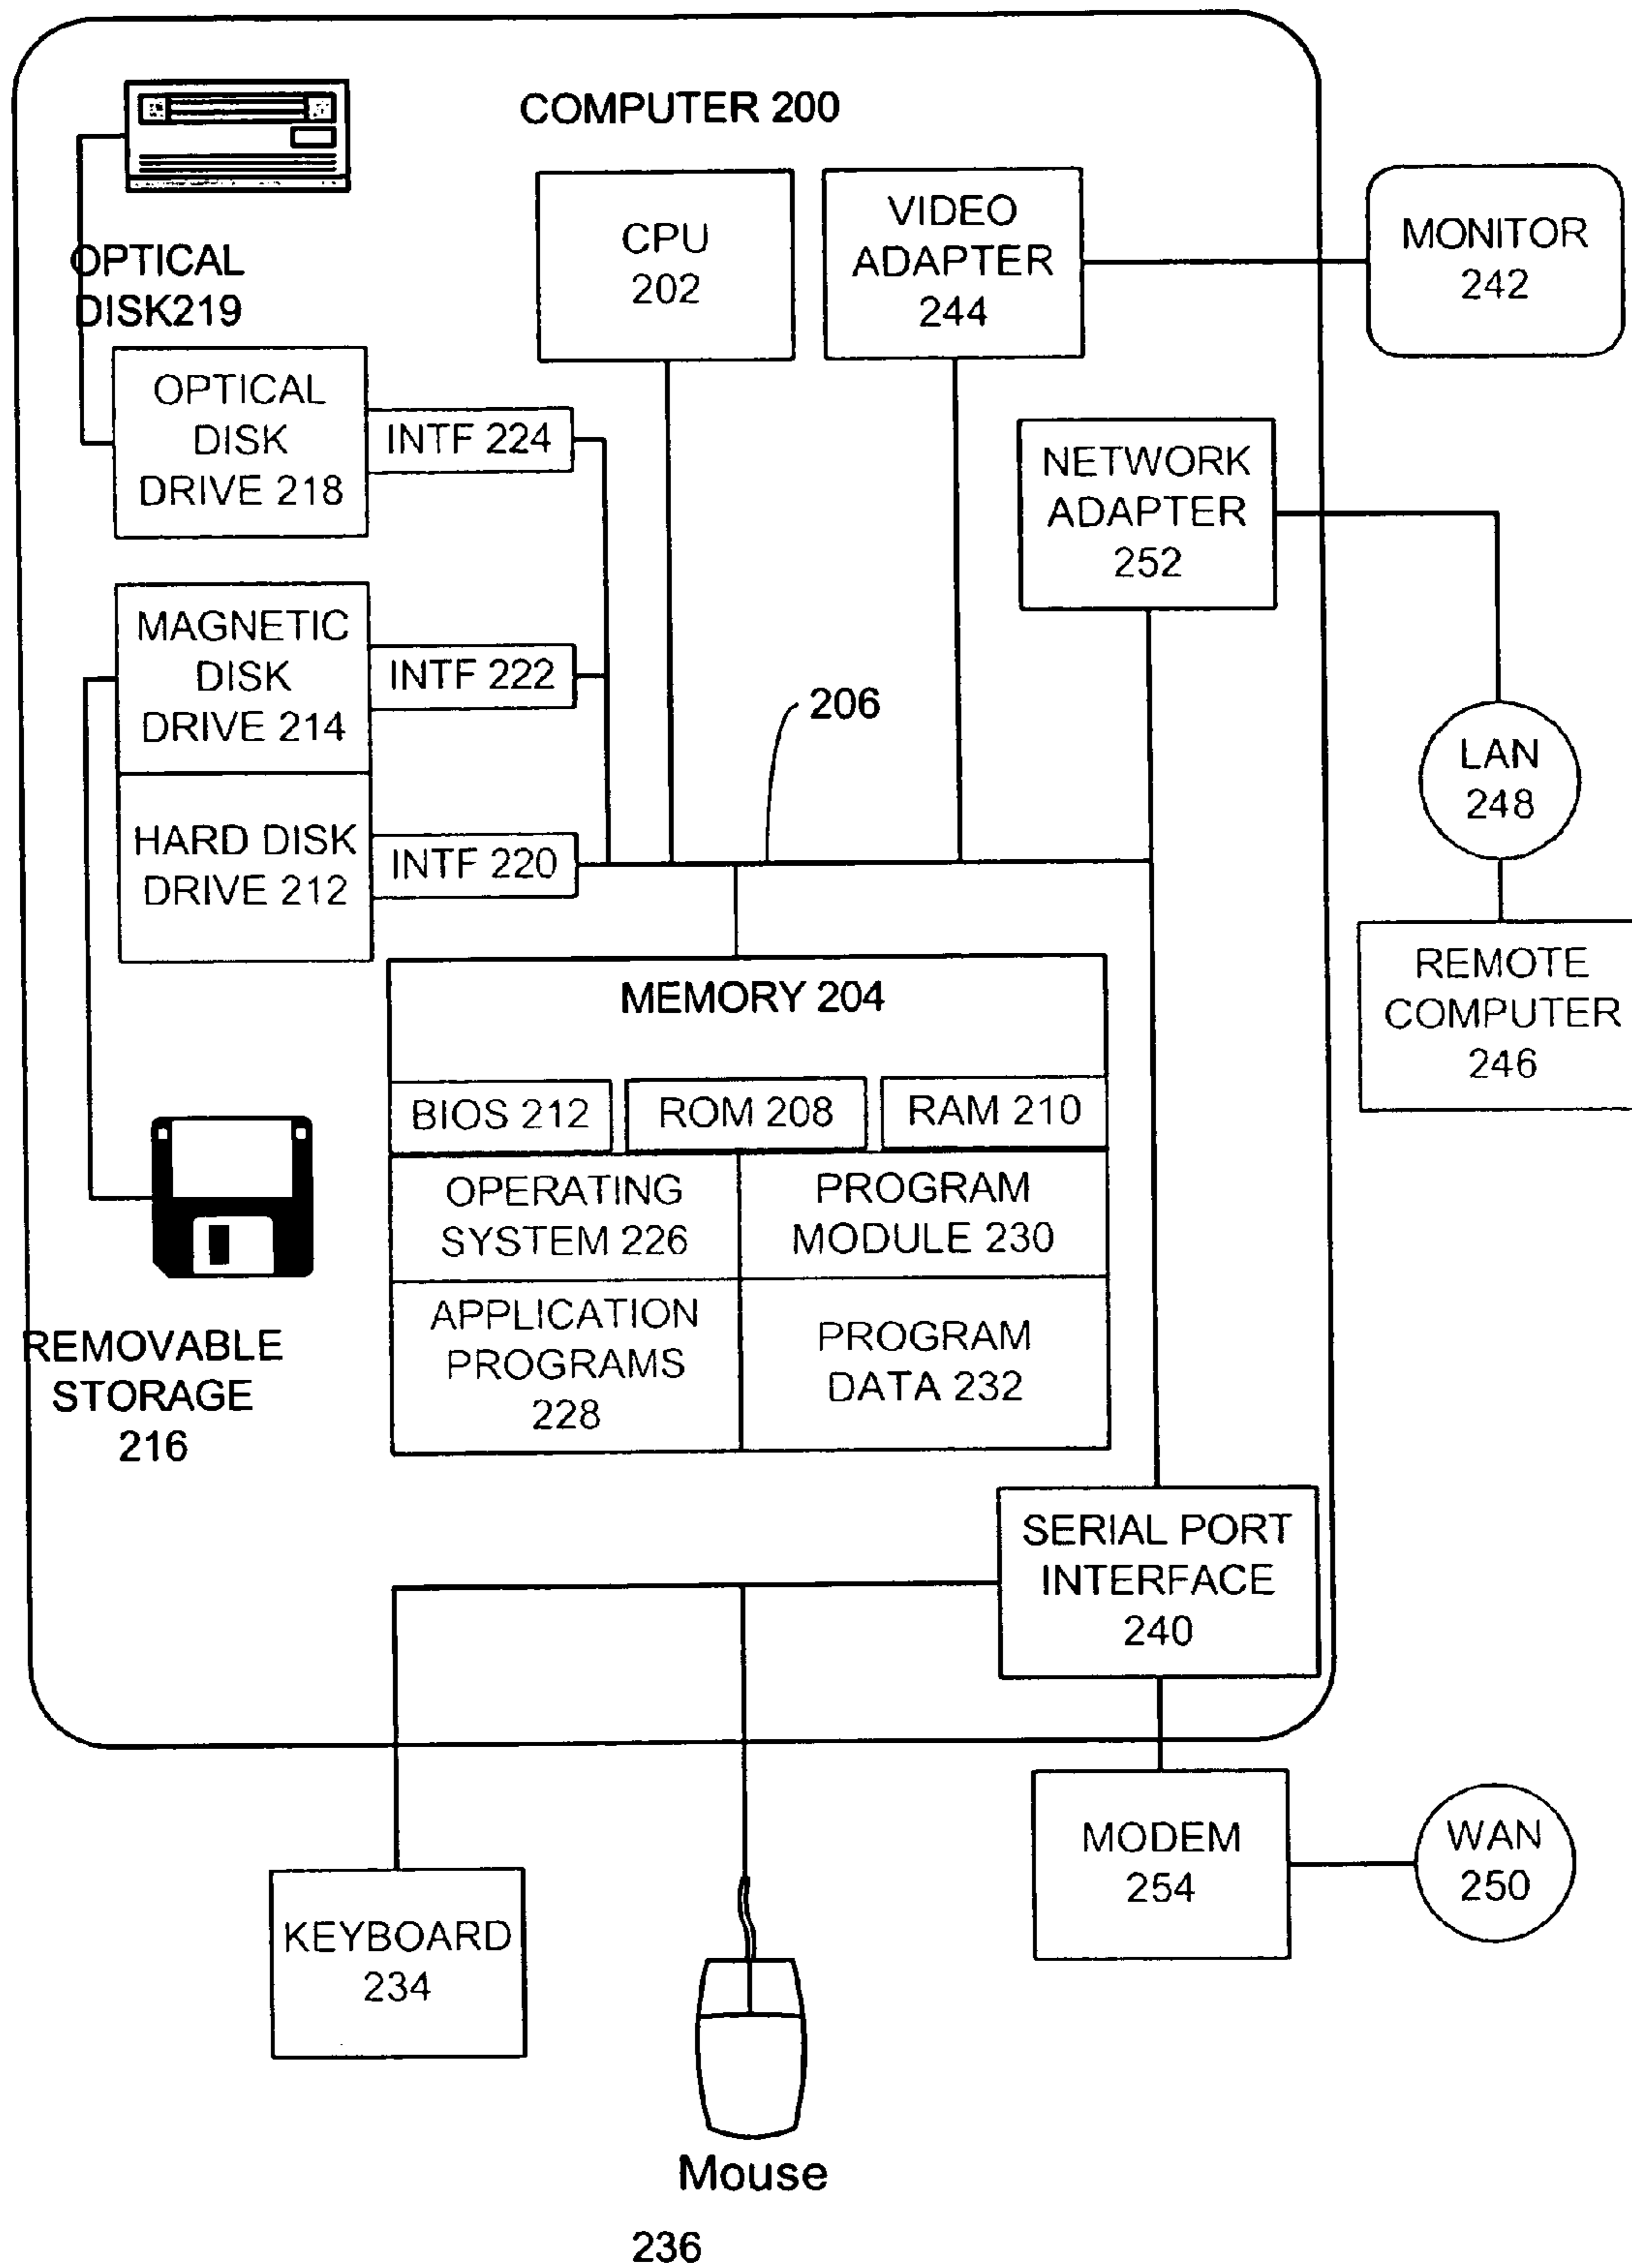 COMPUTER 200
OPTICAL
DISK219
CPU
202
VIDEO
ADAPTER
244
MONITOR
242
OPTICAL
DISK
DRIVE 218
INTF 224
NETWORK
ADAPTER
252
MAGNETIC
DISK
DRIVE 214
INTF 222
206
LAN
248
HARD DISK
DRIVE 212
INTF 220
REMOTE
COMPUTER
246
MEMORY 204
BIOS 212
ROM 208
RAM 210
OPERATING
SYSTEM 226
PROGRAM
MODULE 230
APPLICATION
PROGRAMS
228
PROGRAM
DATA 232
REMOVABLE
STORAGE
216
SERIAL PORT
INTERFACE
240
MODEM
254
WAN
250
KEYBOARD
234
Mouse
236